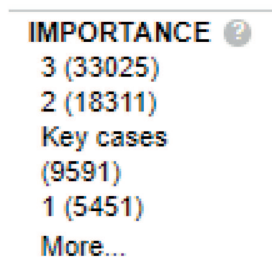 IMPORTANCE ?
3 (33025)
2 (18311)
Key cases
(9591)
1 (5451)
More...